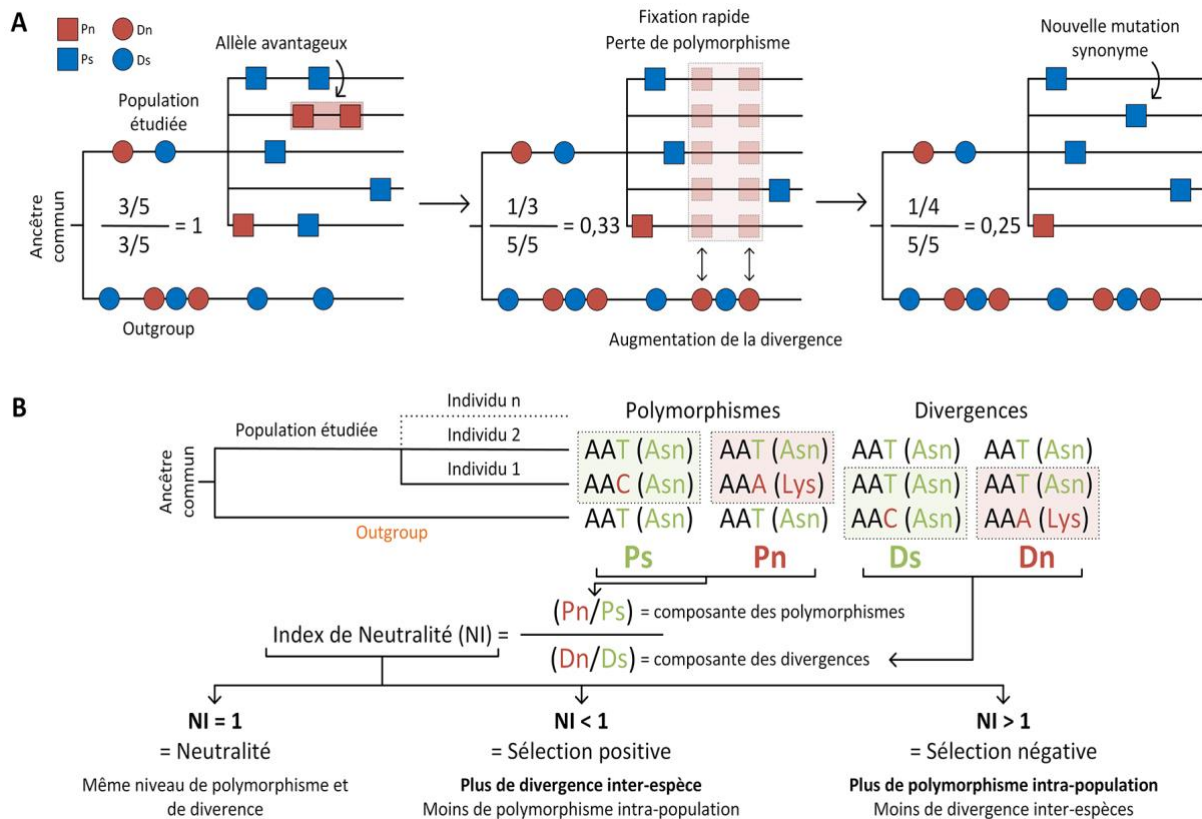 A
Pn
Dn
Ps
Ds
Allèle avantageux
Population
étudiée
Ancêtre
commun
3/5
3/5
= 1
Outgroup
Fixation rapide
Perte de polymorphisme
1/3
5/5
= 0,33
Augmentation de la divergence
Nouvelle mutation
synonyme
1/4
5/5
= 0,25
B
Ancêtre
commun
Population étudiée
Individu n
Individu 2
Individu 1
Outgroup
Polymorphismes
Divergences
AAT (Asn) AAT (Asn) AAT (Asn) AAT (Asn)
AAC (Asn) AAA (Lys) AAT (Asn) AAT (Asn)
AAT (Asn) AAT (Asn) AAC (Asn) AAA (Lys)
Ps Pn Ds Dn
Index de Neutralité (NI) =
(Pn/Ps) = composante des polymorphismes
(Dn/Ds) = composante des divergences
NI = 1
= Neutralité
Même niveau de polymorphisme et
de diverence
NI < 1
= Sélection positive
Plus de divergence inter-espèce
Moins de polymorphisme intra-population
NI > 1
= Sélection négative
Plus de polymorphisme intra-population
Moins de divergence inter-espèces